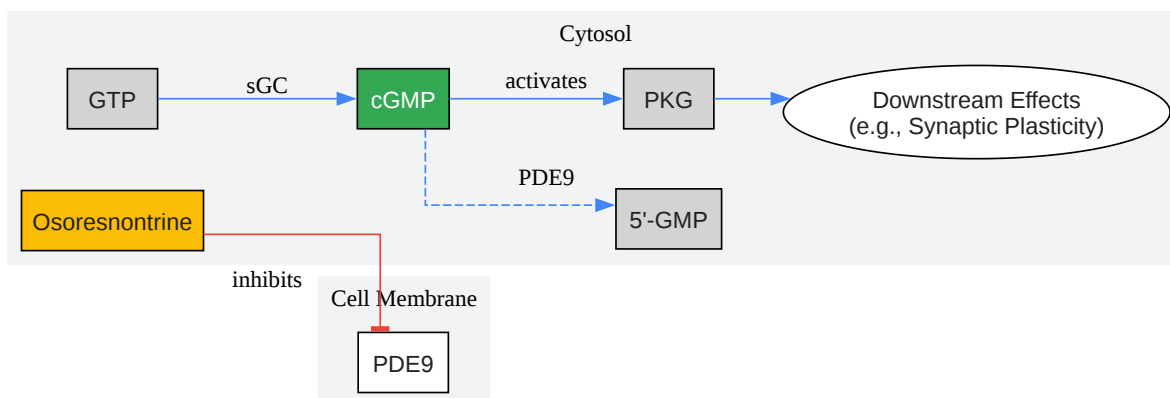 Cytosol
GTP
sGC
cGMP
activates
PKG
Downstream Effects
(e.g., Synaptic Plasticity)
PDE9
5'-GMP
Osoresnontrine
inhibits
Cell Membrane
PDE9